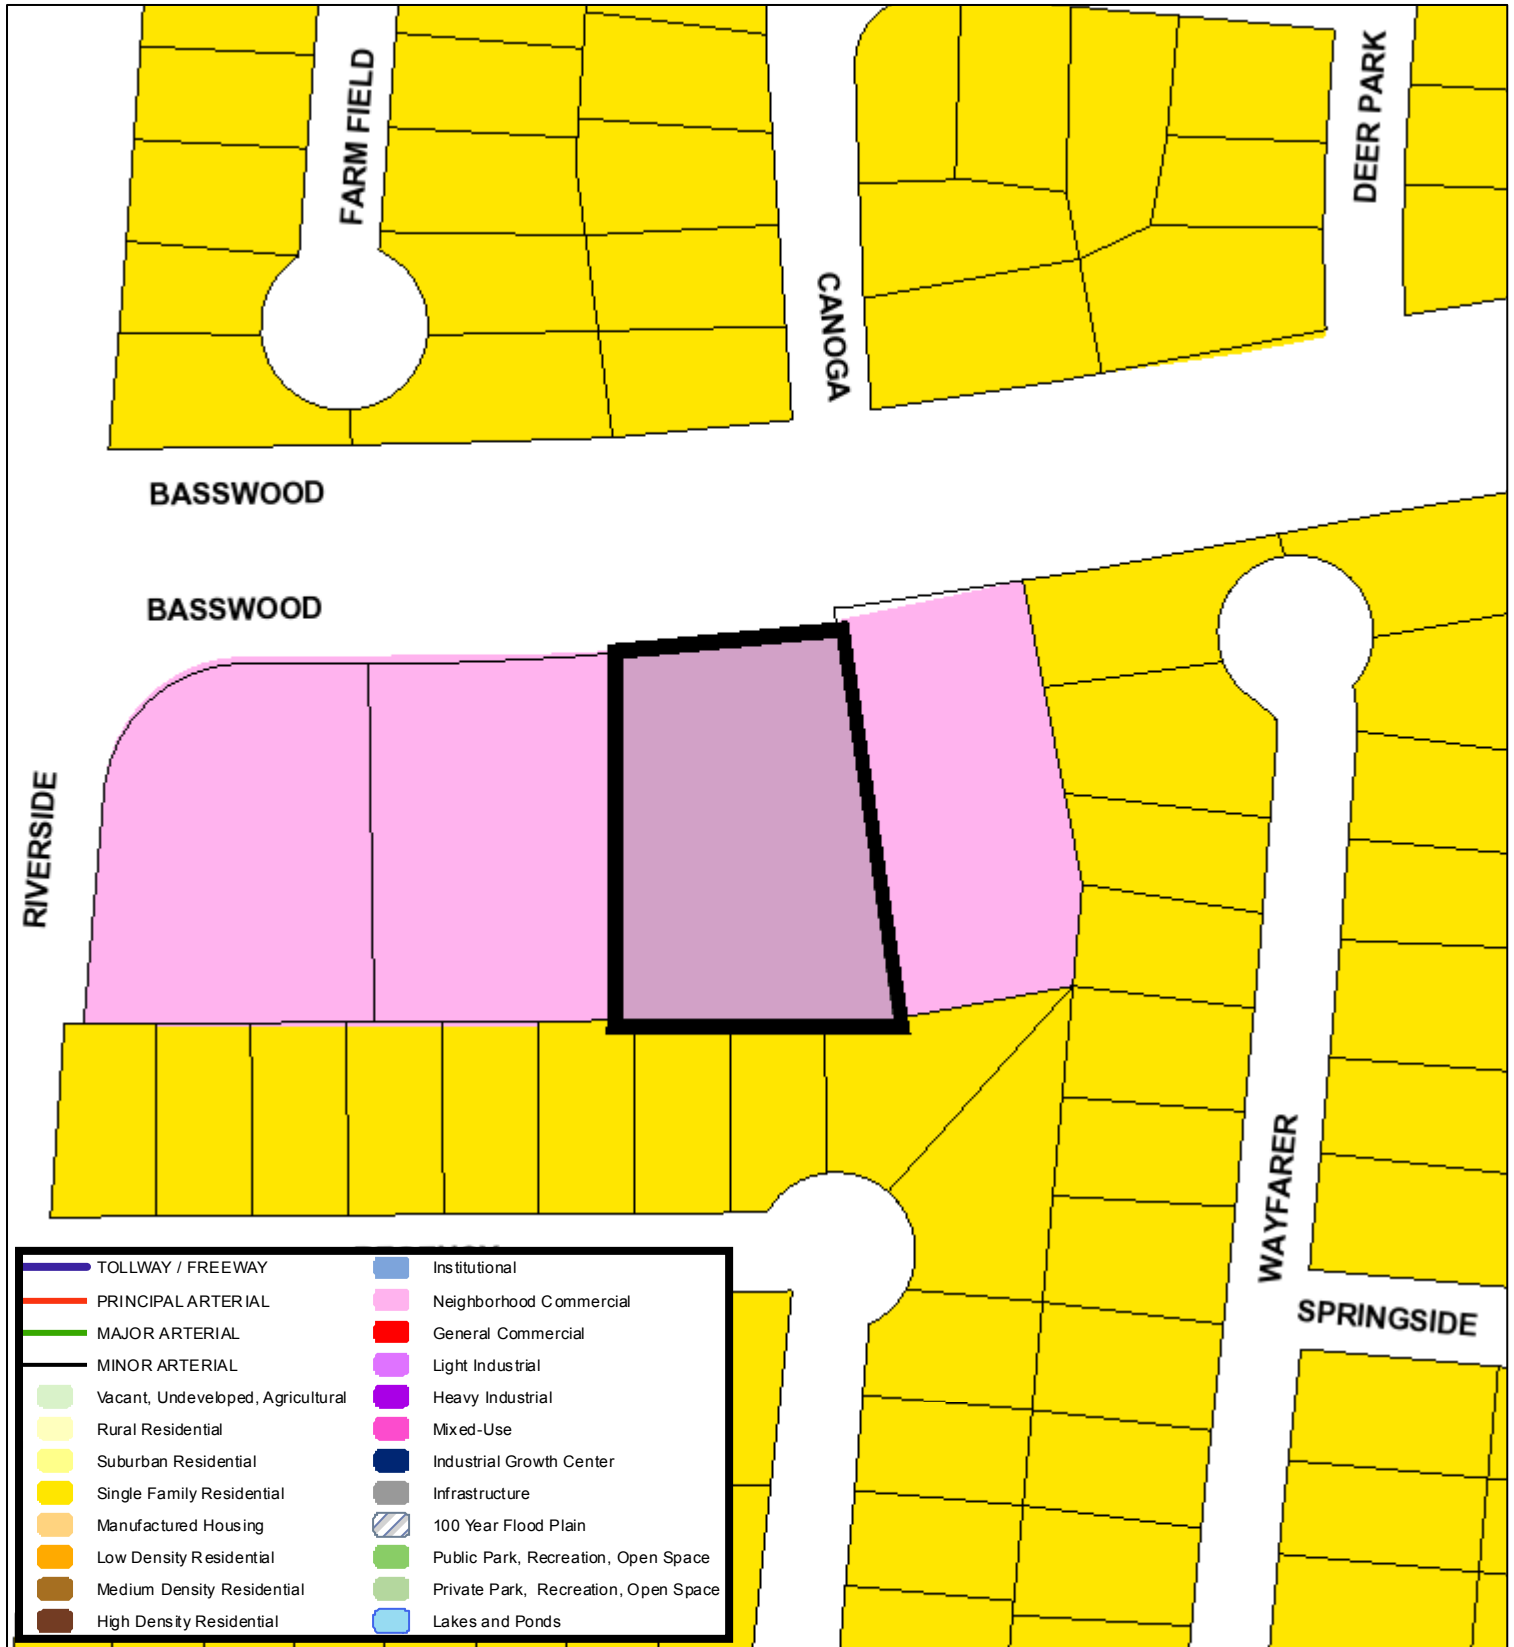 FARM FIELD
DEER PARK
CANOGA
BASSWOOD
BASSWOOD
RIVERSIDE
WAYFARER
SPRINGSIDE
TOLLWAY / FREEWAY
PRINCIPAL ARTERIAL
MAJOR ARTERIAL
MINOR ARTERIAL
Vacant, Undeveloped, Agricultural
Rural Residential
Suburban Residential
Single Family Residential
Manufactured Housing
Low Density Residential
Medium Density Residential
High Density Residential
Institutional
Neighborhood Commercial
General Commercial
Light Industrial
Heavy Industrial
Mixed-Use
Industrial Growth Center
Infrastructure
100 Year Flood Plain
Public Park, Recreation, Open Space
Private Park, Recreation, Open Space
Lakes and Ponds